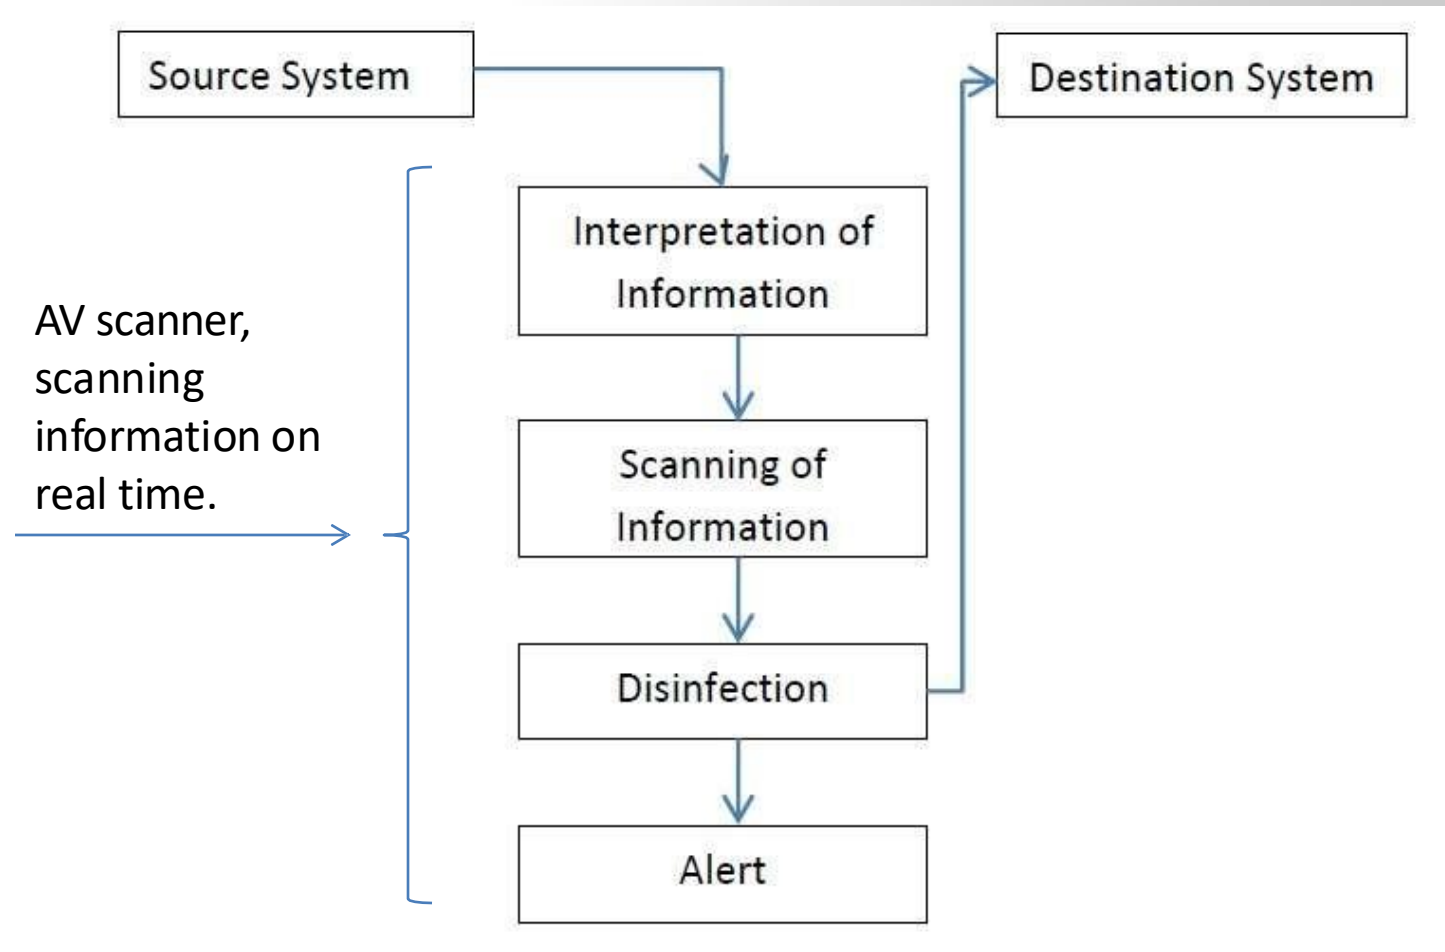 Source System
Destination System
Interpretation of
Information
AV scanner,
scanning
information on
real time.
Scanning of
Information
Disinfection
Alert